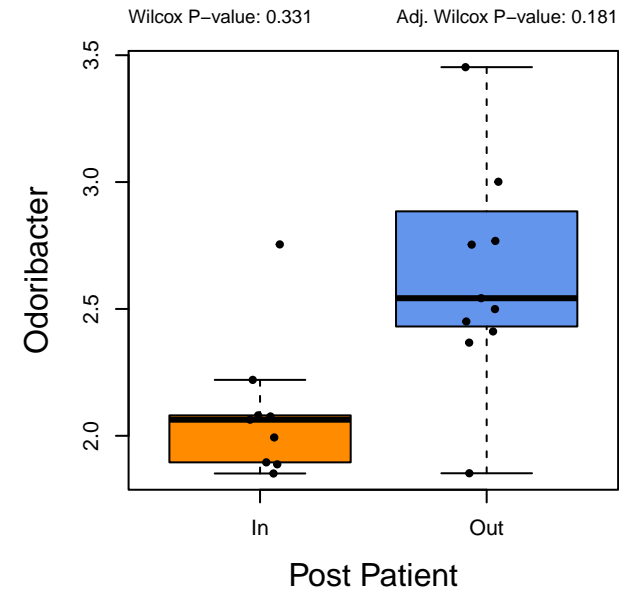 Wilcox P−value: 0.331
Adj. Wilcox P−value: 0.181
3.5
3.0
2.5
2.0
Odoribacter
In
Out
Post Patient